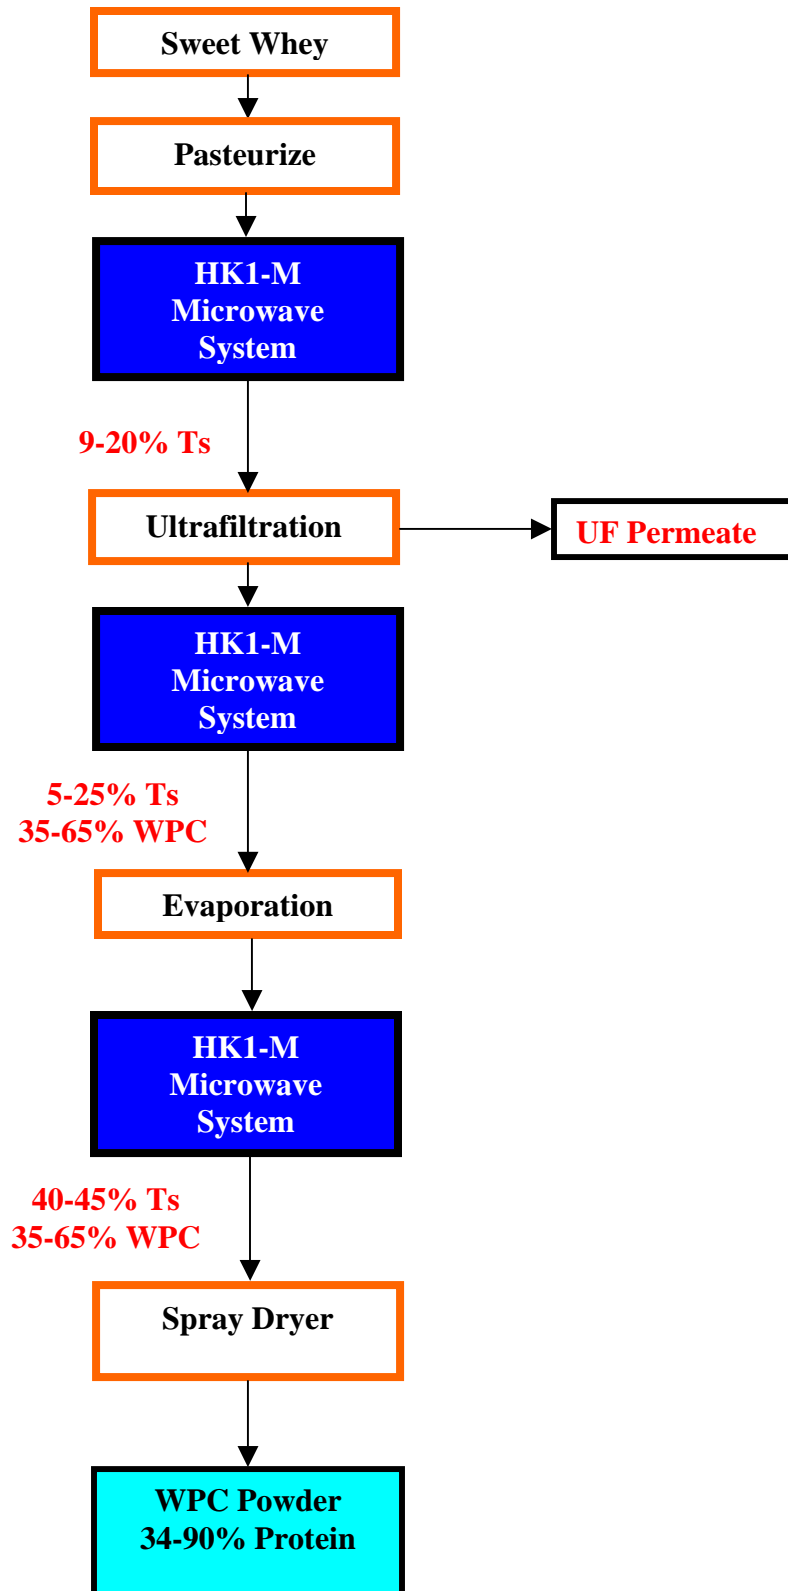 Sweet Whey
Pasteurize
HK1-M
Microwave
System
9-20% Ts
Ultrafiltration
UF Permeate
HK1-M
Microwave
System
5-25% Ts
35-65% WPC
Evaporation
HK1-M
Microwave
System
40-45% Ts
35-65% WPC
Spray Dryer
WPC Powder
34-90% Protein